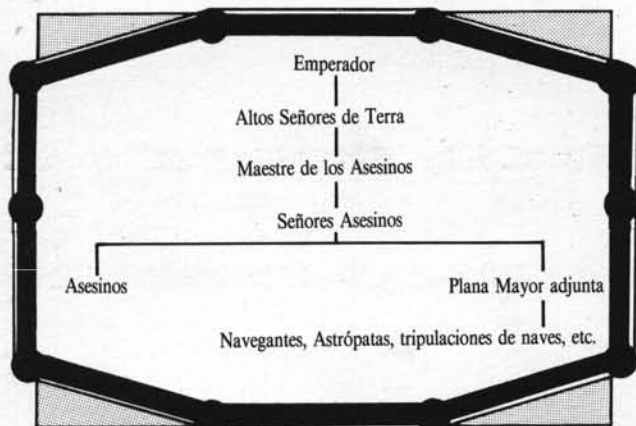 Emperador
Altos Señores de Terra
Maestre de los Asesinos
Señores Asesinos
Asesinos
Plana Mayor adjunta
Navegantes, Astrópatas, tripulaciones de naves, etc.